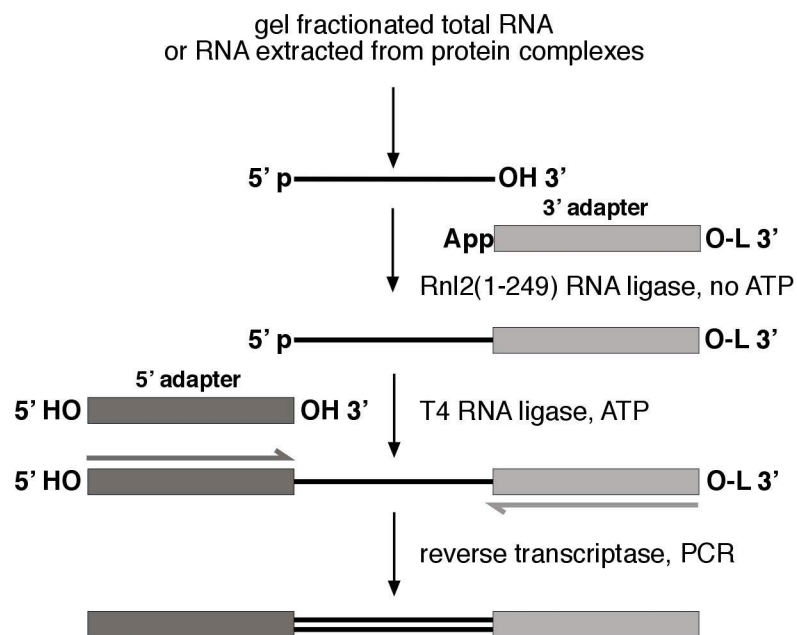 gel fractionated total RNA
or RNA extracted from protein complexes
5’ p
OH 3’
3’ adapter
App
O-L 3’
Rnl2(1-249) RNA ligase, no ATP
5’ p
O-L 3’
5’ adapter
5’ HO
OH 3’
T4 RNA ligase, ATP
5’ HO
O-L 3’
reverse transcriptase, PCR